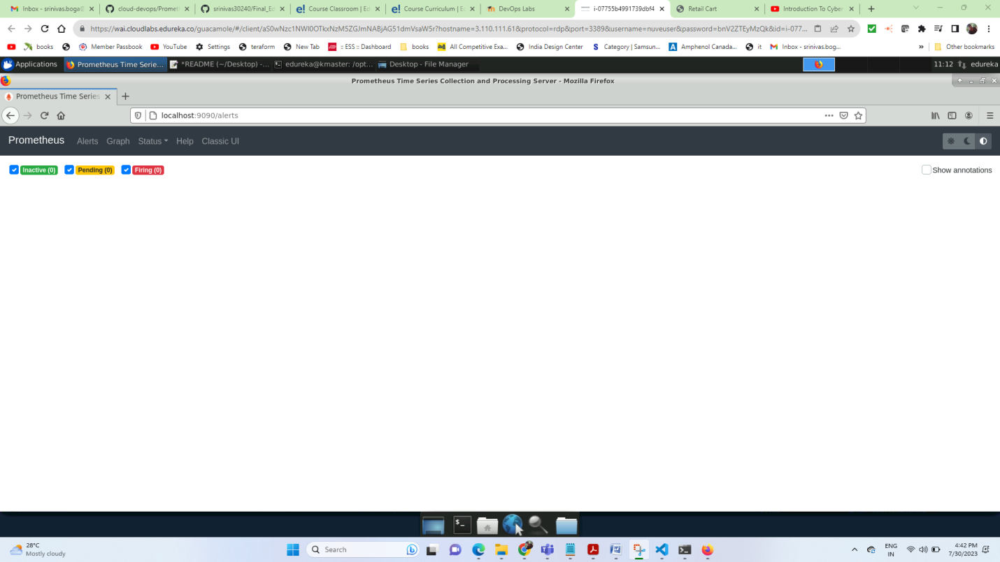 Inbox - srinivas.boga@ cloud-devops/Promet srinivas30240/Final_Ed Course Classroom | Ed Course Curriculum | Ec DevOps Labs i-07755b4991739dbf4 Retail Cart Introduction To Cyber
https://wai.cloudlabs.edureka.co/guacamole/#/client/aS0wNzc1NWI0OTkxNzM5ZGJmNABjAG51dmVsaW5r?hostname=3.110.111.61&protocol=rdp&port=3389&username=nuveuser&password=bnV2ZTEyMzQk&id=i-077...
books Member Passbook YouTube Settings teraform New Tab :: ESS :: Dashboard books All Competitive Exa... India Design Center Category | Samsun... Amphenol Canada... it Inbox - srinivas.bog... » Other bookmarks
Applications Prometheus Time Serie... *README (~/Desktop) -... edureka@kmaster: /opt... Desktop - File Manager 11:12 edureka
Prometheus Time Series Collection and Processing Server - Mozilla Firefox
Prometheus Time Series
localhost:9090/alerts
Prometheus Alerts Graph Status Help Classic UI
Inactive (0) Pending (0) Firing (0) Show annotations
28°C
Mostly cloudy
Search
ENG
IN
4:42 PM
7/30/2023